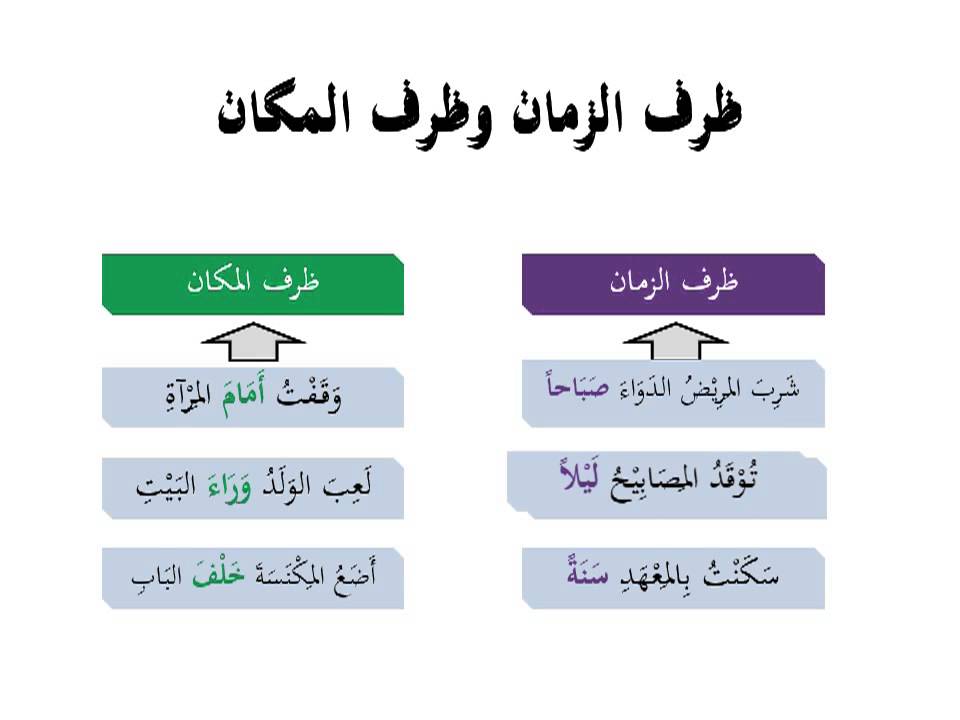 ظرف الزمان وظرف المكان
ظرف الزمان
شَرِبَ المرِيْضُ الدَوَاءَ صَبَاحاً
تُوْقَدُ المِصَابِيْحُ لَيْلاً
سَكَنْتُ بِالمِعْهَدِ سَنَةً
ظرف المكان
وَقَفْتُ أَمَامَ المِرْآةِ
لَعِبَ الوَلَدُ وَرَاءَ البَيْتِ
أَضَعُ المِكْنَسَةَ خَلْفَ البَابِ